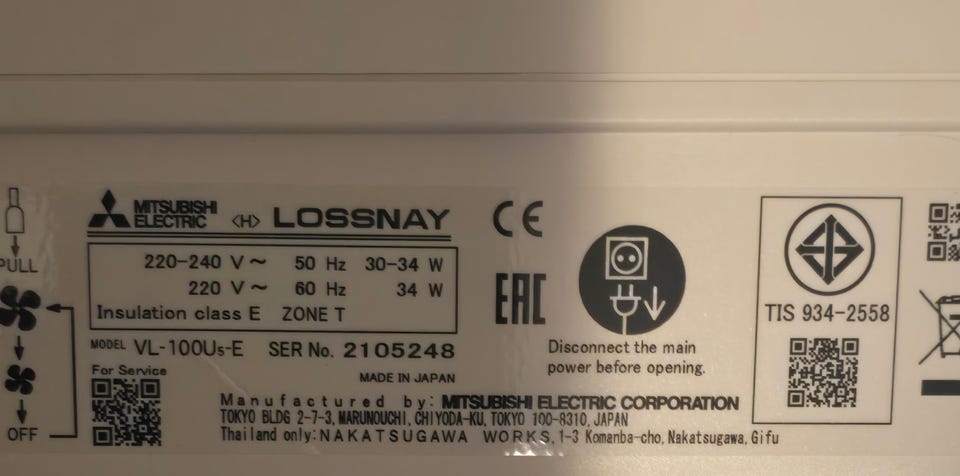 PULL
OFF
MITSUBISHI
ELECTRIC
<H> LOSSNAY
220-240 V~ 50 Hz 30-34 W
220 V~ 60 Hz 34 W
Insulation class E ZONE T
MODEL VL-100U₅-E SER No. 2105248
For Service
MADE IN JAPAN
CE
EAC
Disconnect the main
power before opening.
TIS 934-2558
Manufactured by: MITSUBISHI ELECTRIC CORPORATION
TOKYO BLDG 2-7-3, MARUNOUCHI, CHIYODA-KU, TOKYO 100-8310, JAPAN
Thailand only: NAKATSUGAWA WORKS, 1-3 Komanba-cho, Nakatsugawa, Gifu